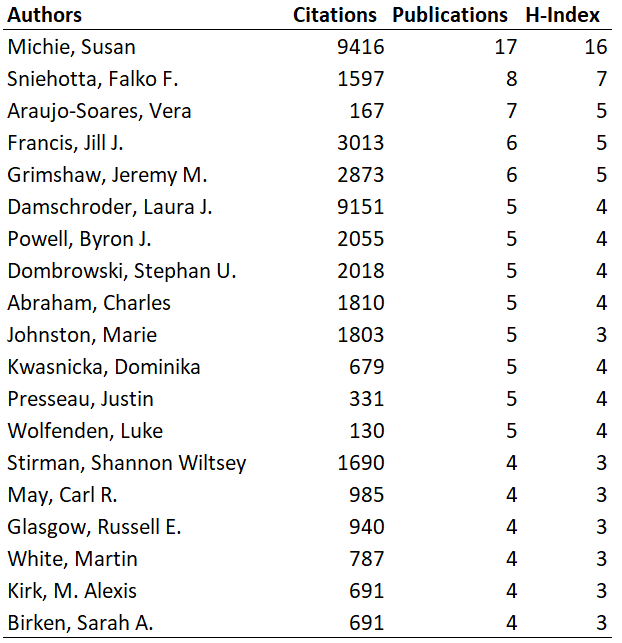 Authors Citations Publications H-Index
Michie, Susan 9416 17 16
Sniehotta, Falko F. 1597 8 7
Araujo-Soares, Vera 167 7 5
Francis, Jill J. 3013 6 5
Grimshaw, Jeremy M. 2873 6 5
Damschroder, Laura J. 9151 5 4
Powell, Byron J. 2055 5 4
Dombrowski, Stephan U. 2018 5 4
Abraham, Charles 1810 5 4
Johnston, Marie 1803 5 3
Kwasnicka, Dominika 679 5 4
Presseau, Justin 331 5 4
Wolfenden, Luke 130 5 4
Stirman, Shannon Wiltsey 1690 4 3
May, Carl R. 985 4 3
Glasgow, Russell E. 940 4 3
White, Martin 787 4 3
Kirk, M. Alexis 691 4 3
Birken, Sarah A. 691 4 3